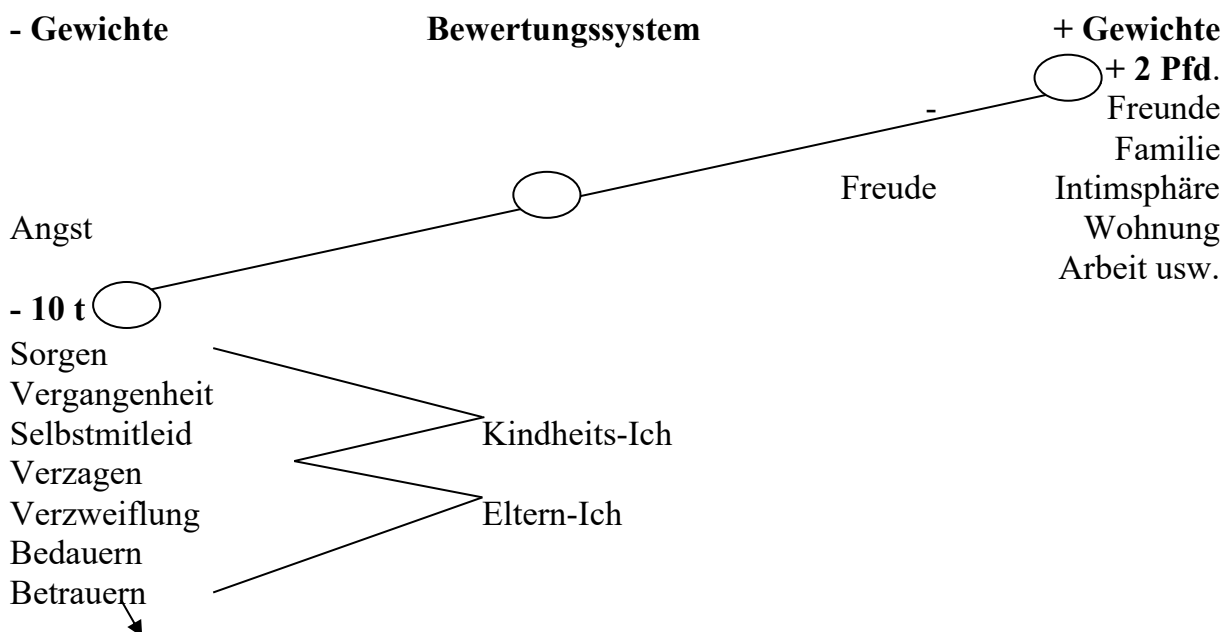 - Gewichte Bewertungssystem + Gewichte
+ 2 Pfd.
- Freunde
Familie
Freude Intimsphäre
Angst Wohnung
Arbeit usw.
- 10 t
Sorgen
Vergangenheit
Selbstmitleid Kindheits-Ich
Verzagen
Verzweiflung Eltern-Ich
Bedauern
Betrauern